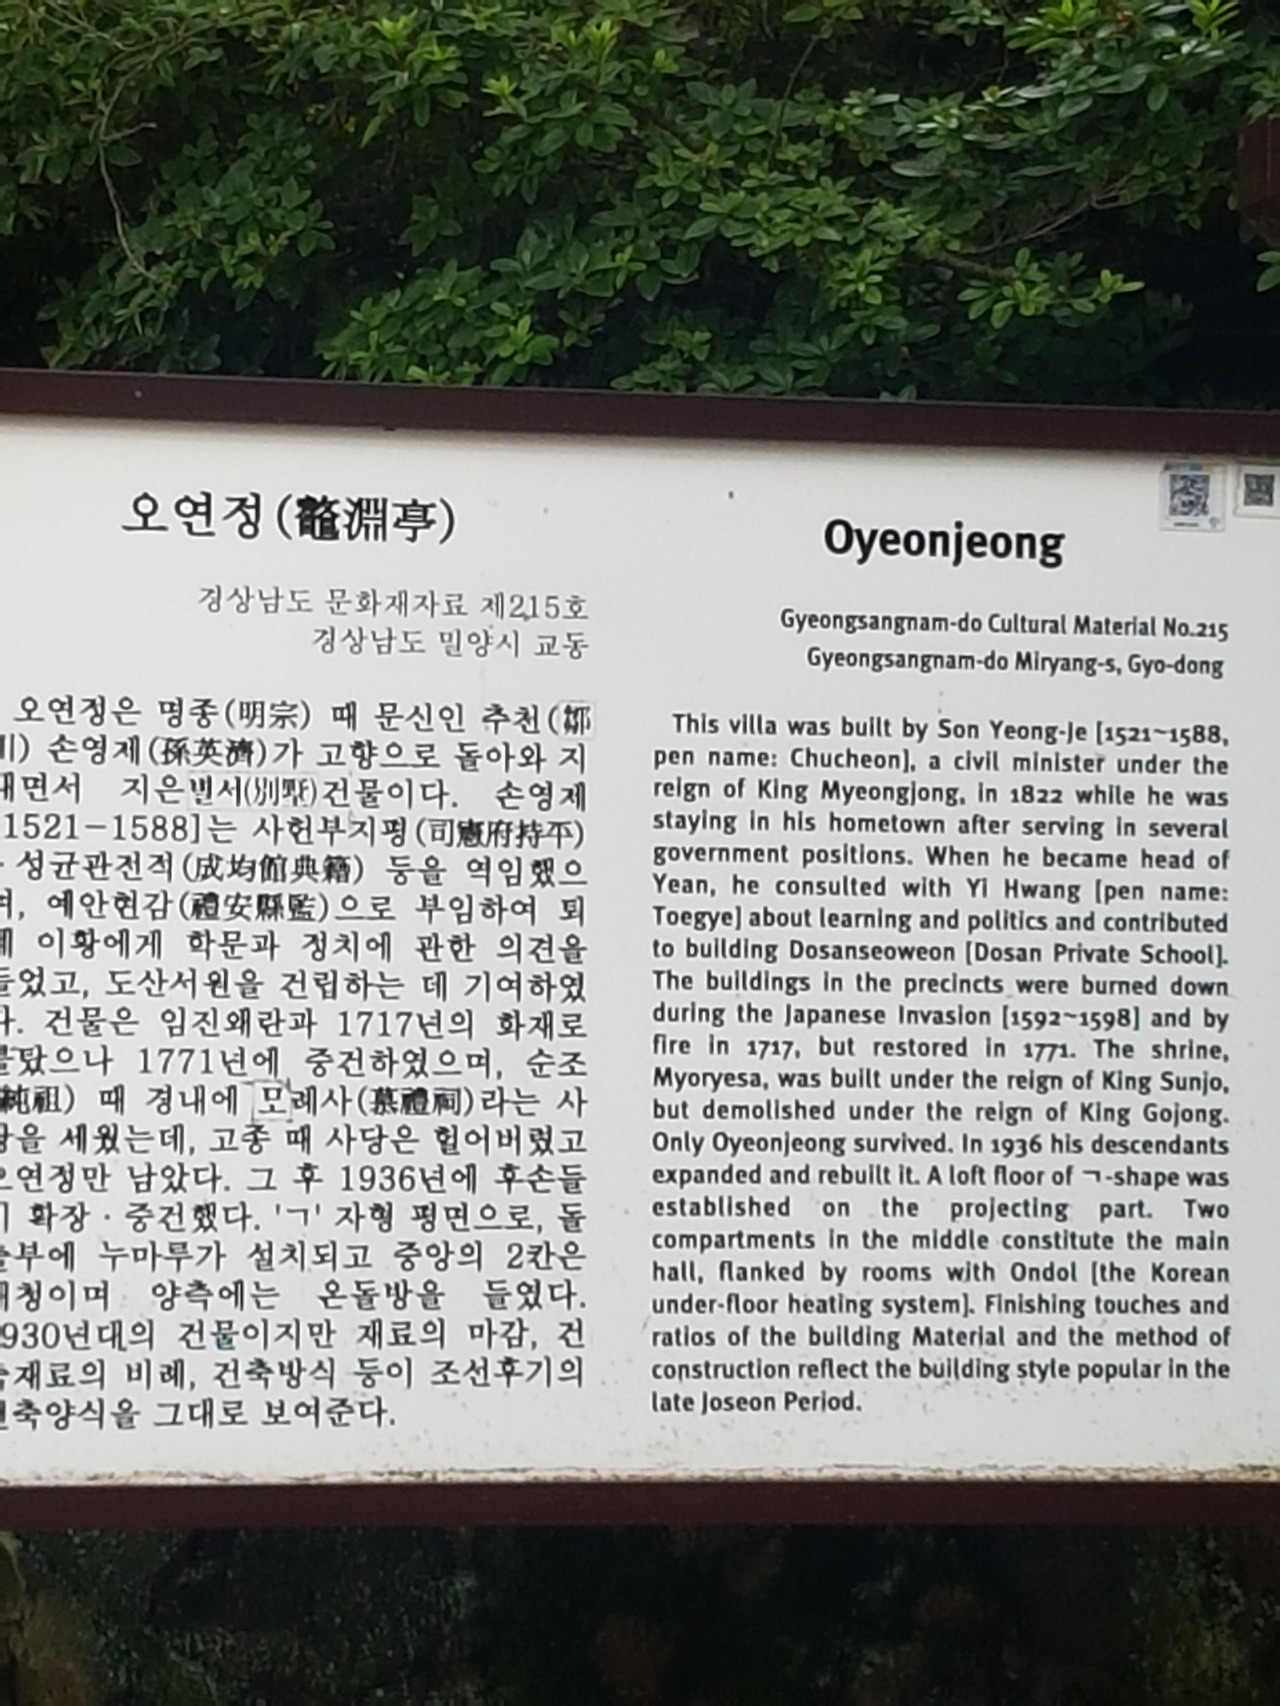 오연정(鼇淵亭)
경상남도 문화재자료 제215호
경상남도 밀양시 교동
오연정은 명종(明宗) 때 문신인 추천(鄒
손영제(孫英濟)가 고향으로 돌아와 지
내면서 지은 별서(別墅)건물이다. 손영제
1521-1588]는 사헌부지평(司憲府持平)
· 성균관전적(成均館典籍) 등을 역임했으
며, 예안현감(禮安縣監)으로 부임하여 퇴
계 이황에게 학문과 정치에 관한 의견을
들었고, 도산서원을 건립하는 데 기여하였
다. 건물은 임진왜란과 1717년의 화재로
불탔으나 1771년에 중건하였으며, 순조
純祖) 때 경내에 모례사(慕禮祠)라는 사
당을 세웠는데, 고종 때 사당은 헐어버렸고
오연정만 남았다. 그 후 1936년에 후손들
이 확장 · 중건했다. 'ㄱ' 자형 평면으로, 돌
출부에 누마루가 설치되고 중앙의 2칸은
대청이며 양측에는 온돌방을 들였다.
930년대의 건물이지만 재료의 마감, 건
축재료의 비례, 건축방식 등이 조선후기의
건축양식을 그대로 보여준다.
Oyeonjeong
Gyeongsangnam-do Cultural Material No.215
Gyeongsangnam-do Miryang-s, Gyo-dong
This villa was built by Son Yeong-Je [1521~1588,
pen name: Chucheon], a civil minister under the
reign of King Myeongjong, in 1822 while he was
staying in his hometown after serving in several
government positions. When he became head of
Yean, he consulted with Yi Hwang [pen name:
Toegye] about learning and politics and contributed
to building Dosanseoweon [Dosan Private School].
The buildings in the precincts were burned down
during the Japanese Invasion [1592~1598] and by
fire in 1717, but restored in 1771. The shrine,
Myoryesa, was built under the reign of King Sunjo,
but demolished under the reign of King Gojong.
Only Oyeonjeong survived. In 1936 his descendants
expanded and rebuilt it. A loft floor of ㄱ-shape was
established on the projecting part. Two
compartments in the middle constitute the main
hall, flanked by rooms with Ondol [the Korean
under-floor heating system]. Finishing touches and
ratios of the building Material and the method of
construction reflect the building style popular in the
late Joseon Period.